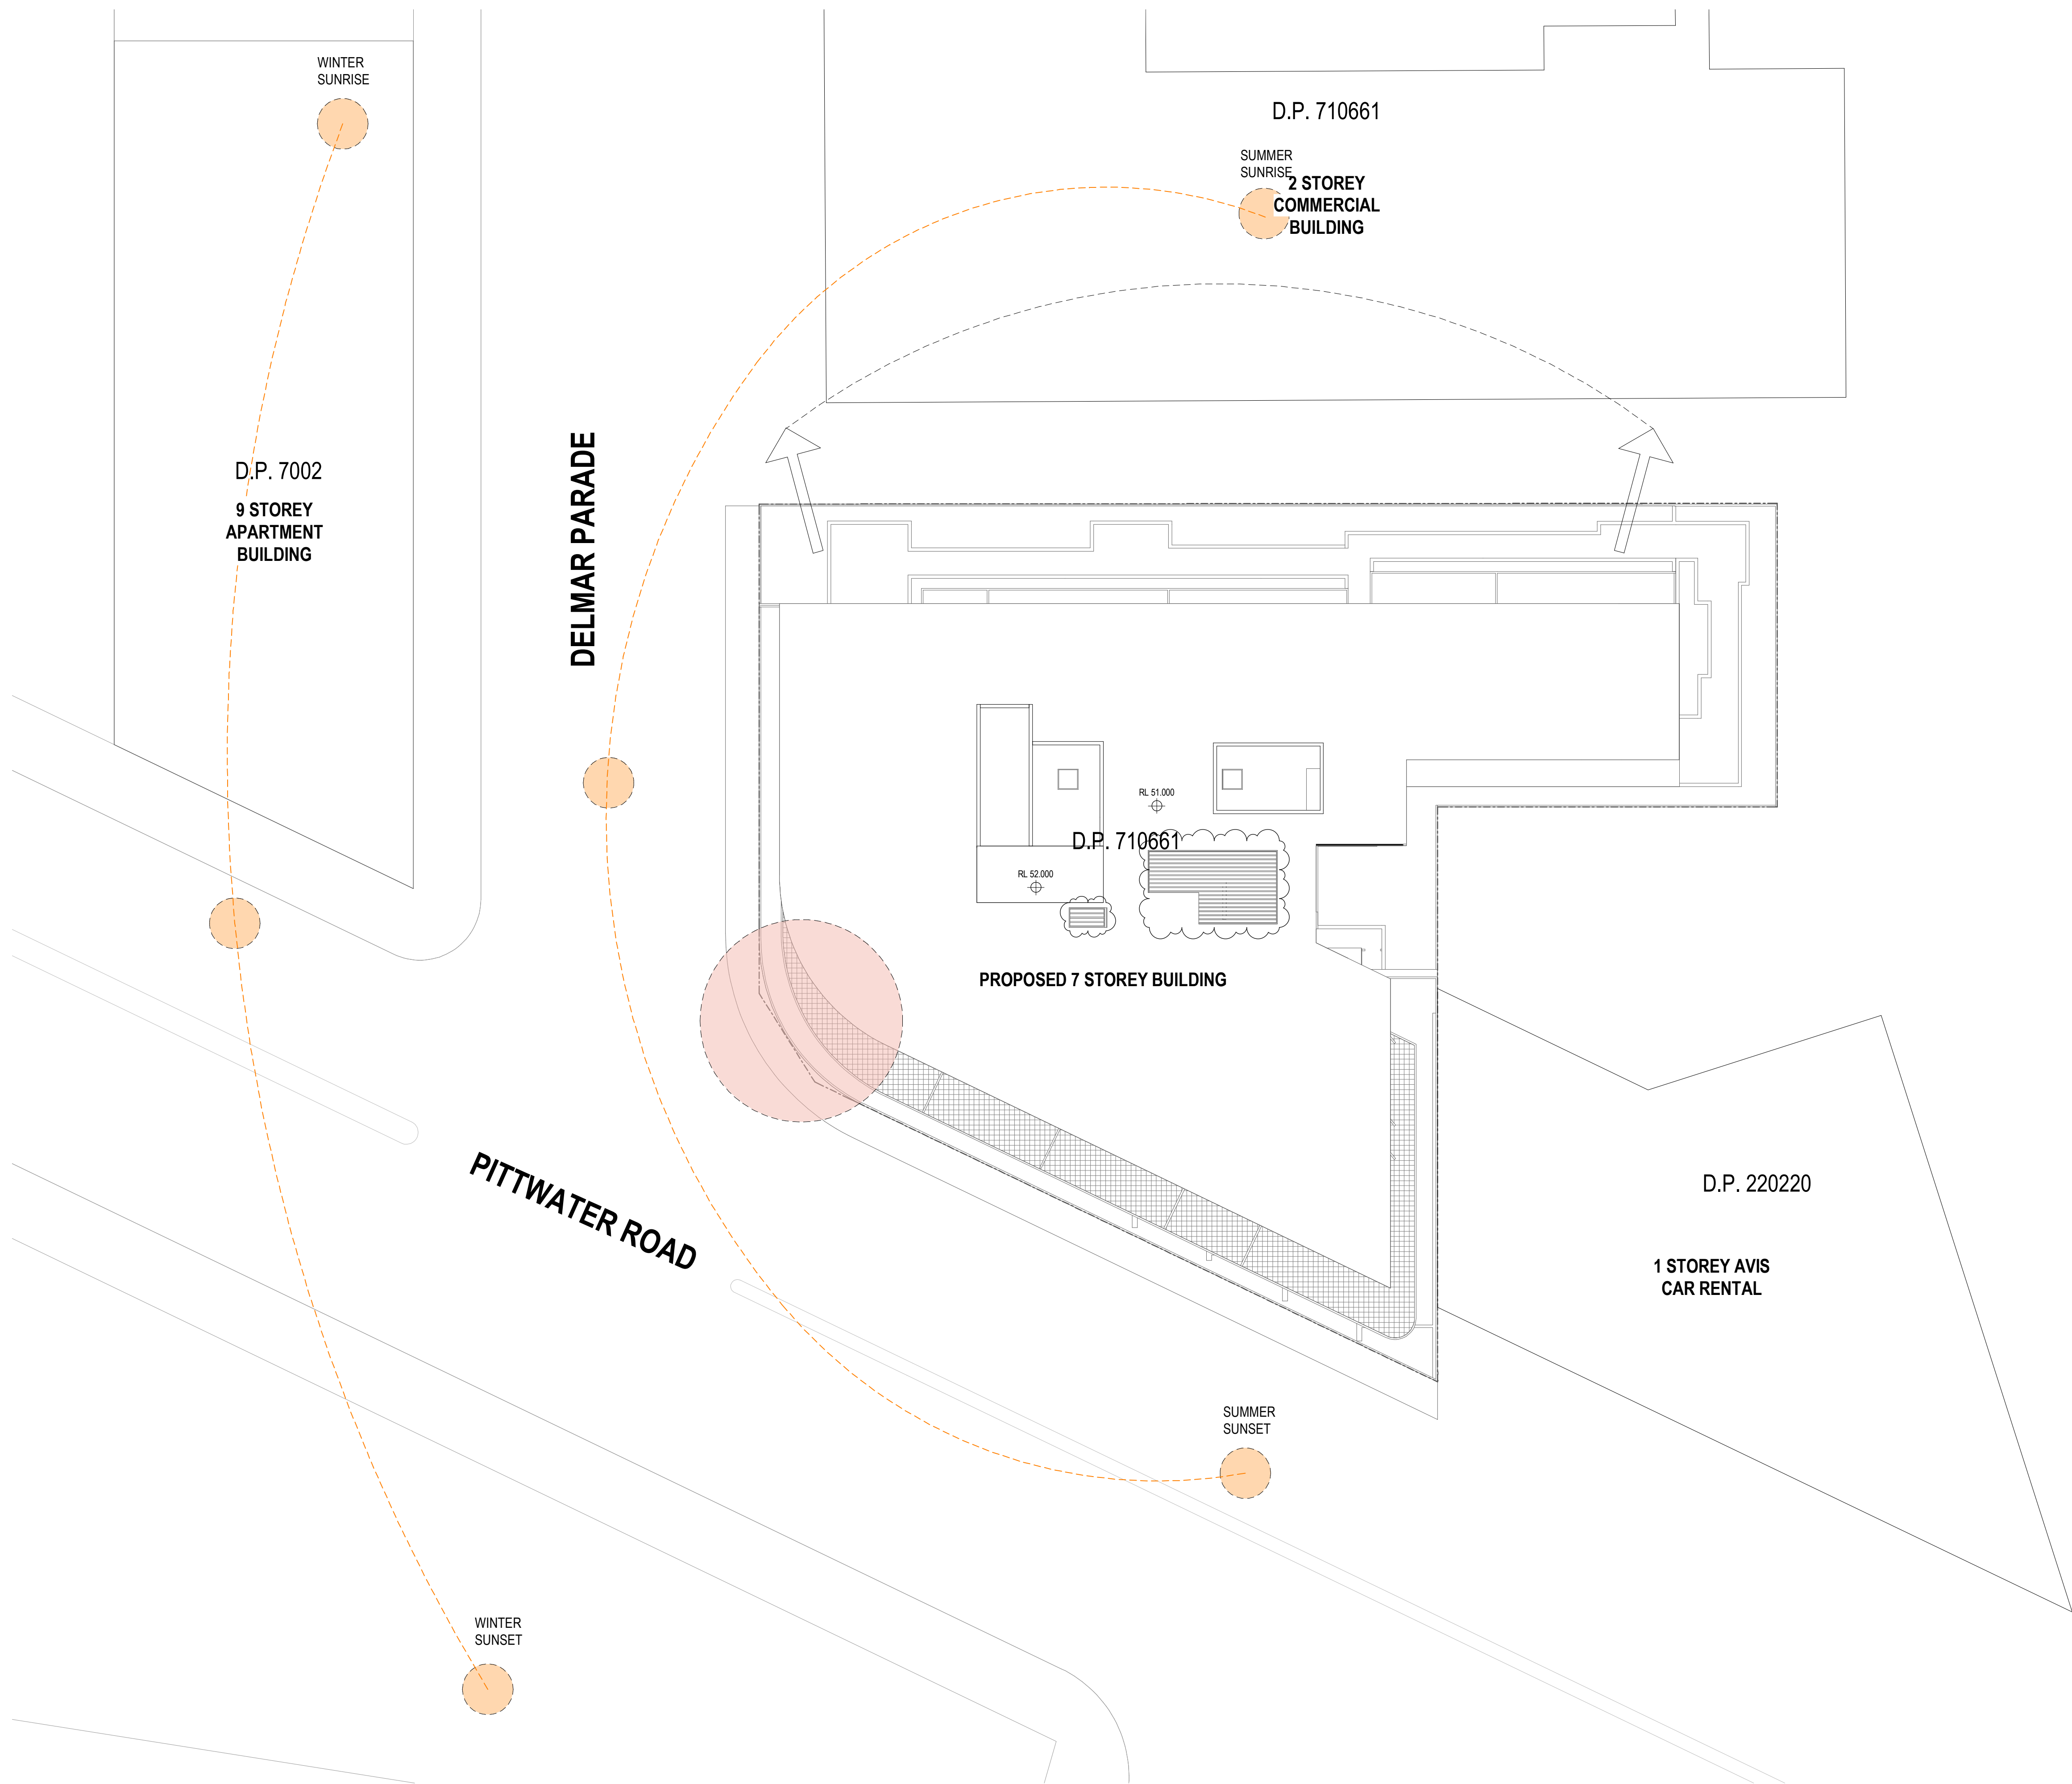 WINTER
SUNRISE
D.P. 710661
SUMMER
SUNRISE
2 STOREY
COMMERCIAL
BUILDING
D.P. 7002
9 STOREY
APARTMENT
BUILDING
DELMAR PARADE
RL 51.000
D.P. 710661
RL 52.000
PROPOSED 7 STOREY BUILDING
PITTWATER ROAD
D.P. 220220
1 STOREY AVIS
CAR RENTAL
SUMMER
SUNSET
WINTER
SUNSET